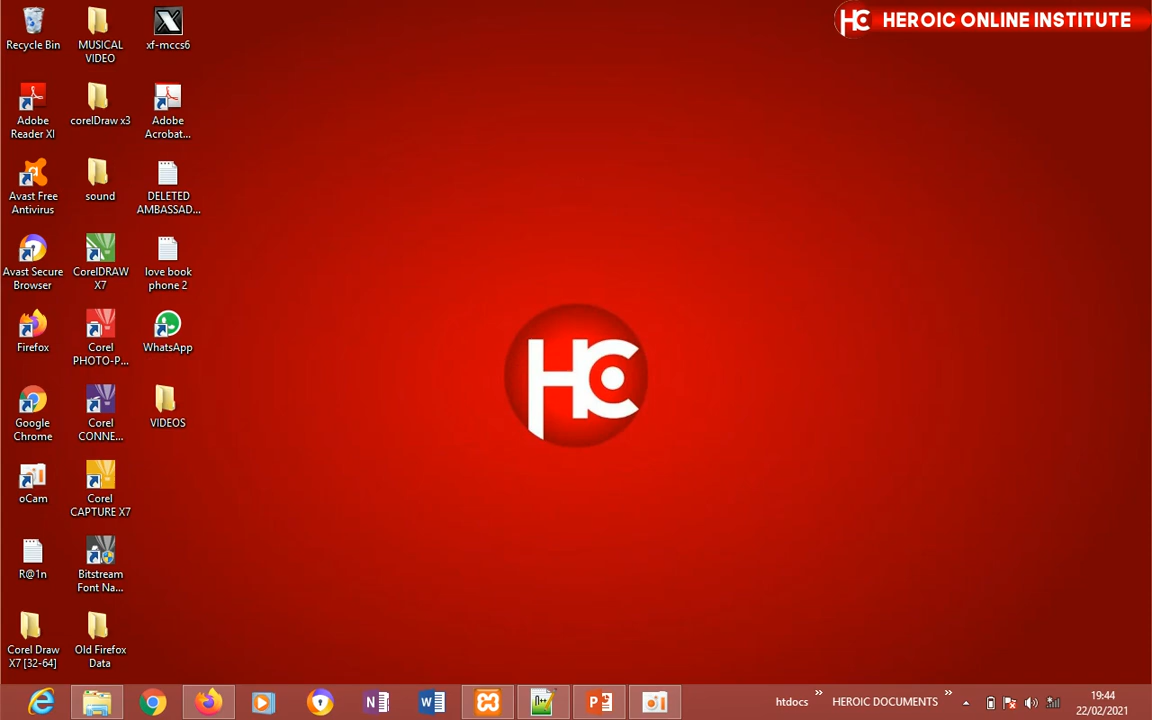 HC HEROIC ONLINE INSTITUTE
Recycle Bin
MUSICAL
VIDEO
xf-mccs6
Adobe
Reader XI
corelDraw x3
Adobe
Acrobat...
Avast Free
Antivirus
sound
DELETED
AMBASSAD...
Avast Secure
Browser
CorelDRAW
X7
love book
phone 2
Firefox
Corel
PHOTO-P...
WhatsApp
HC
Google
Chrome
Corel
CONNE...
VIDEOS
oCam
Corel
CAPTURE X7
R@1n
Bitstream
Font Na...
Corel Draw
X7 [32-64]
Old Firefox
Data
htdocs » HEROIC DOCUMENTS »
19:44
22/02/2021